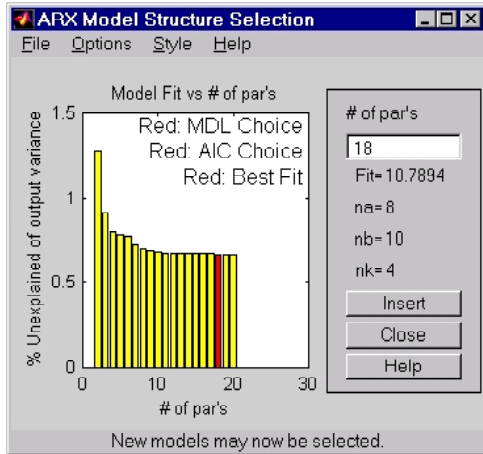 ARX Model Structure Selection
File Options Style Help
Model Fit vs # of par's
Red: MDL Choice
Red: AIC Choice
Red: Best Fit
% Unexplained of output variance
1.5
1
0.5
0
0 10 20 30
# of par's
# of par's
18
Fit= 10.7894
na= 8
nb= 10
nk= 4
Insert
Close
Help
New models may now be selected.